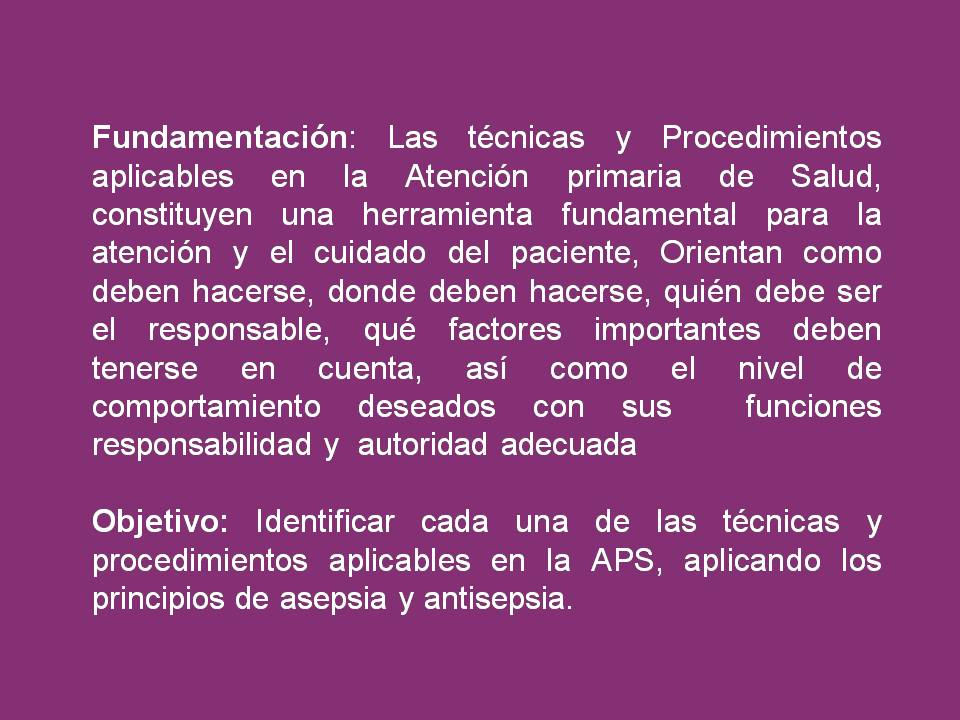 Fundamentación: Las técnicas y Procedimientos
aplicables en la Atención primaria de Salud,
constituyen una herramienta fundamental para la
atención y el cuidado del paciente, Orientan como
deben hacerse, donde deben hacerse, quién debe ser
el responsable, qué factores importantes deben
tenerse en cuenta, así como el nivel de
comportamiento deseados con sus funciones
responsabilidad y autoridad adecuada
Objetivo: Identificar cada una de las técnicas y
procedimientos aplicables en la APS, aplicando los
principios de asepsia y antisepsia.